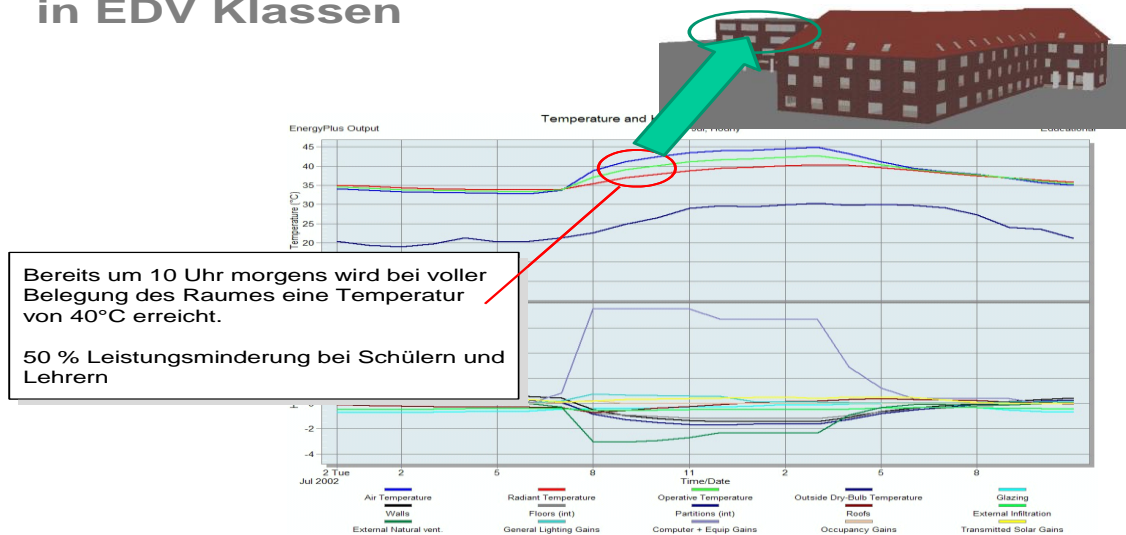 in EDV Klassen
Temperature and H
EnergyPlus Output
Hourly
Educational
45
40
35
30
25
20
Temperature (°C)
Bereits um 10 Uhr morgens wird bei voller
Belegung des Raumes eine Temperatur
von 40°C erreicht.
50 % Leistungsminderung bei Schülern und
Lehrern
0
-2
-4
2 Tue
2
5
8
11
2
5
8
Jul 2002
Time/Date
Air Temperature
Radiant Temperature
Operative Temperature
Outside Dry-Bulb Temperature
Glazing
Walls
Floors (int)
Partitions (int)
Roofs
External Infiltration
External Natural vent.
General Lighting Gains
Computer + Equip Gains
Occupancy Gains
Transmitted Solar Gains